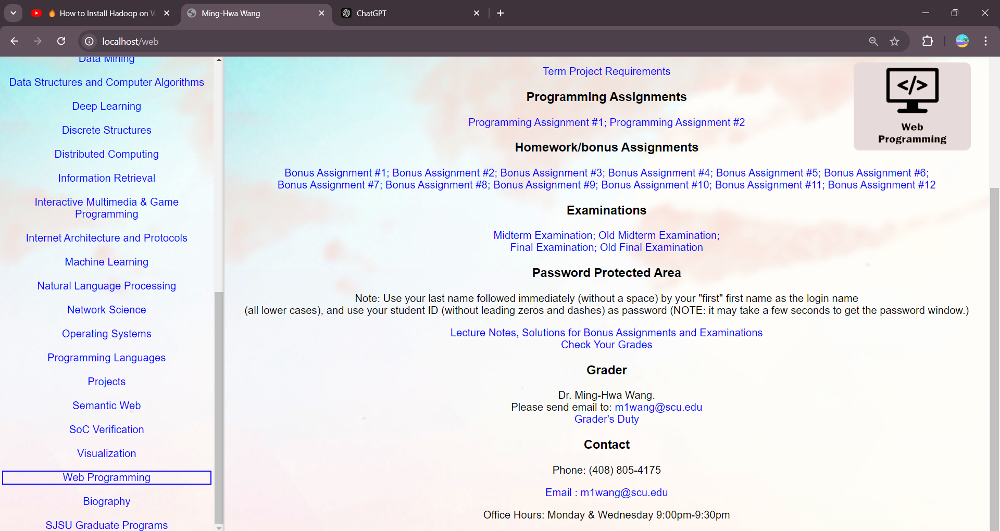 How to Install Hadoop on W
Ming-Hwa Wang
ChatGPT
localhost/web
Data Mining
Data Structures and Computer Algorithms
Deep Learning
Discrete Structures
Distributed Computing
Information Retrieval
Interactive Multimedia & Game
Programming
Internet Architecture and Protocols
Machine Learning
Natural Language Processing
Network Science
Operating Systems
Programming Languages
Projects
Semantic Web
SoC Verification
Visualization
Web Programming
Biography
SJSU Graduate Programs
Term Project Requirements
Programming Assignments
Programming Assignment #1; Programming Assignment #2
Homework/bonus Assignments
Bonus Assignment #1; Bonus Assignment #2; Bonus Assignment #3; Bonus Assignment #4; Bonus Assignment #5; Bonus Assignment #6;
Bonus Assignment #7; Bonus Assignment #8; Bonus Assignment #9; Bonus Assignment #10; Bonus Assignment #11; Bonus Assignment #12
Examinations
Midterm Examination; Old Midterm Examination;
Final Examination; Old Final Examination
Password Protected Area
Note: Use your last name followed immediately (without a space) by your "first" first name as the login name
(all lower cases), and use your student ID (without leading zeros and dashes) as password (NOTE: it may take a few seconds to get the password window.)
Lecture Notes, Solutions for Bonus Assignments and Examinations
Check Your Grades
Grader
Dr. Ming-Hwa Wang.
Please send email to: m1wang@scu.edu
Grader's Duty
Contact
Phone: (408) 805-4175
Email : m1wang@scu.edu
Office Hours: Monday & Wednesday 9:00pm-9:30pm
</>
Web
Programming